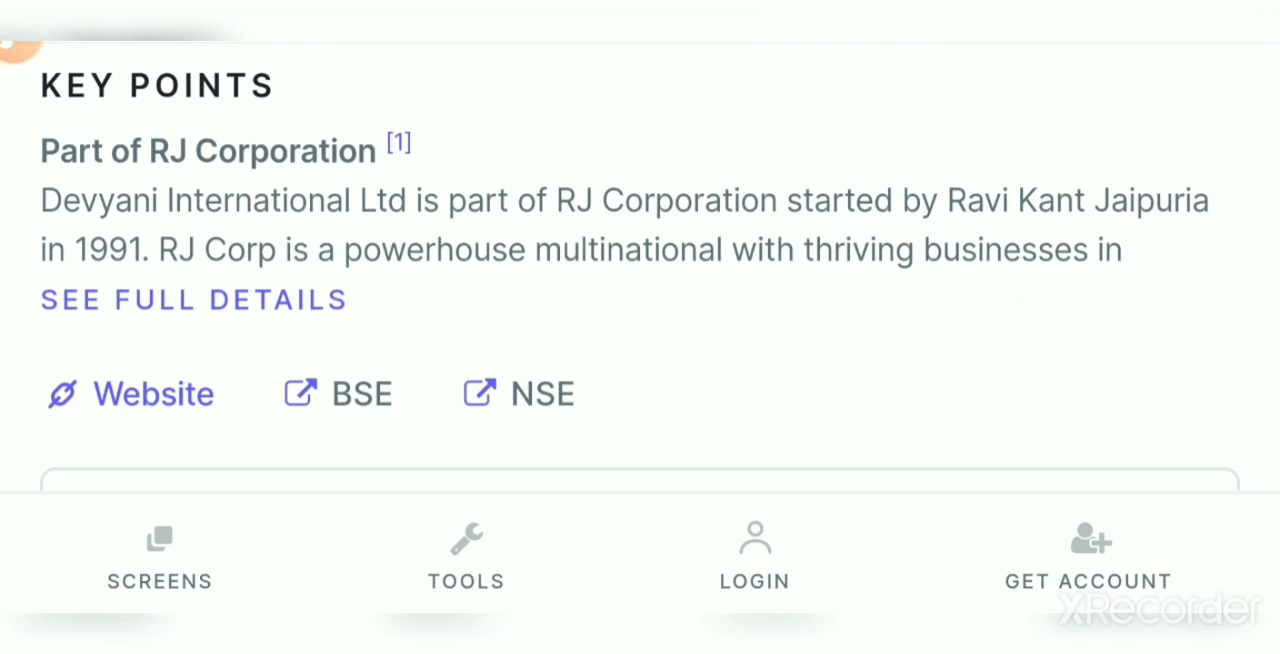 KEY POINTS
Part of RJ Corporation [1]
Devyani International Ltd is part of RJ Corporation started by Ravi Kant Jaipuria
in 1991. RJ Corp is a powerhouse multinational with thriving businesses in
SEE FULL DETAILS
Website BSE NSE
SCREENS TOOLS LOGIN GET ACCOUNT
XRecorder